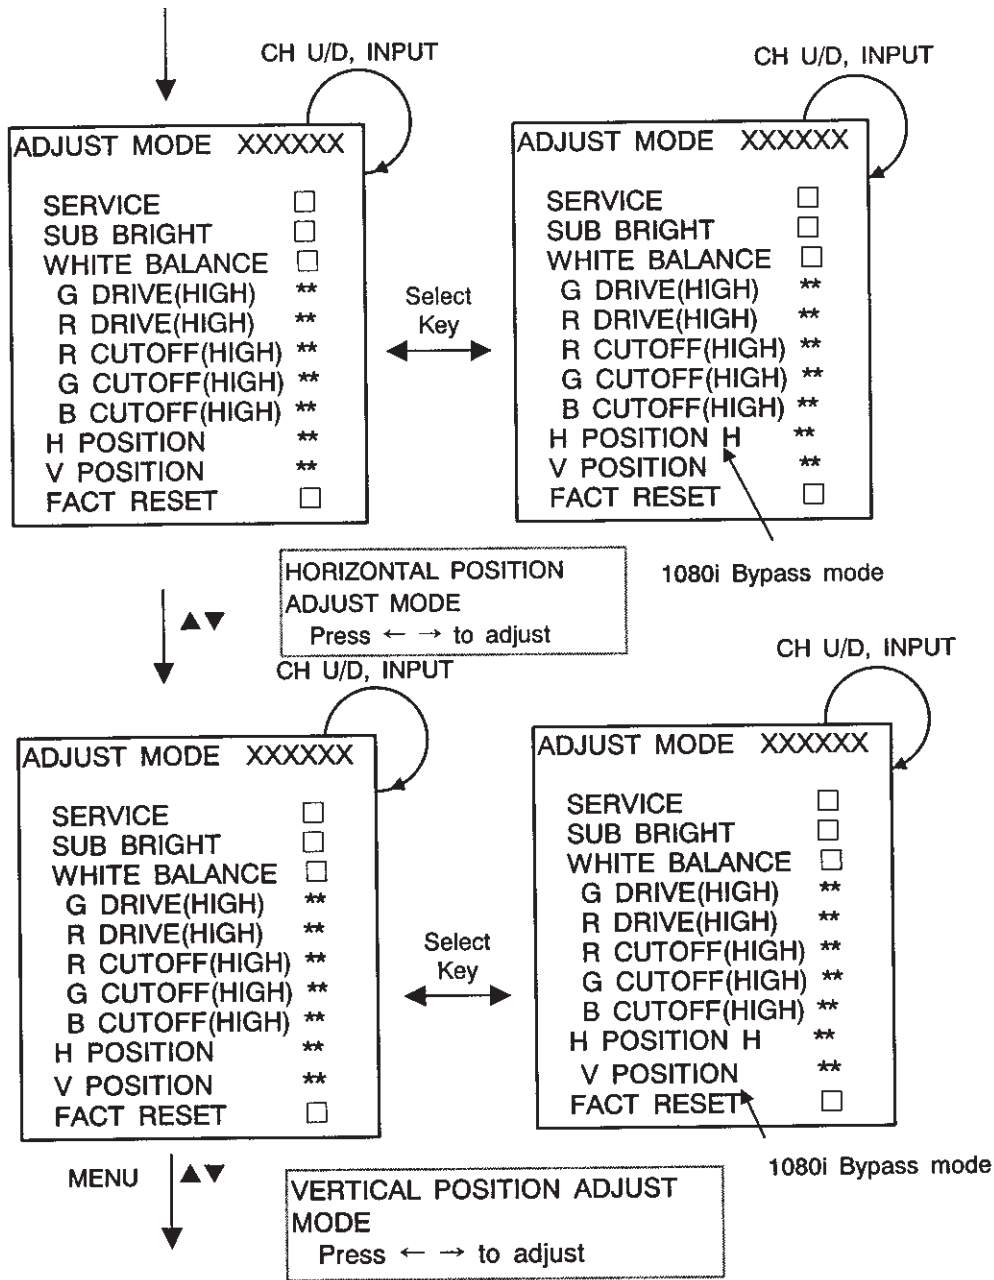 CH U/D, INPUT
ADJUST MODE XXXXXX
SERVICE □
SUB BRIGHT □
WHITE BALANCE □
G DRIVE(HIGH) **
R DRIVE(HIGH) **
R CUTOFF(HIGH) **
G CUTOFF(HIGH) **
B CUTOFF(HIGH) **
H POSITION **
V POSITION **
FACT RESET □
Select
Key
CH U/D, INPUT
ADJUST MODE XXXXXX
SERVICE □
SUB BRIGHT □
WHITE BALANCE □
G DRIVE(HIGH) **
R DRIVE(HIGH) **
R CUTOFF(HIGH) **
G CUTOFF(HIGH) **
B CUTOFF(HIGH) **
H POSITION H **
V POSITION **
FACT RESET □
1080i Bypass mode
▲▼
HORIZONTAL POSITION
ADJUST MODE
Press ← → to adjust
CH U/D, INPUT
ADJUST MODE XXXXXX
SERVICE □
SUB BRIGHT □
WHITE BALANCE □
G DRIVE(HIGH) **
R DRIVE(HIGH) **
R CUTOFF(HIGH) **
G CUTOFF(HIGH) **
B CUTOFF(HIGH) **
H POSITION **
V POSITION **
FACT RESET □
Select
Key
CH U/D, INPUT
ADJUST MODE XXXXXX
SERVICE □
SUB BRIGHT □
WHITE BALANCE □
G DRIVE(HIGH) **
R DRIVE(HIGH) **
R CUTOFF(HIGH) **
G CUTOFF(HIGH) **
B CUTOFF(HIGH) **
H POSITION H **
V POSITION **
FACT RESET □
1080i Bypass mode
MENU ▲▼
VERTICAL POSITION ADJUST
MODE
Press ← → to adjust